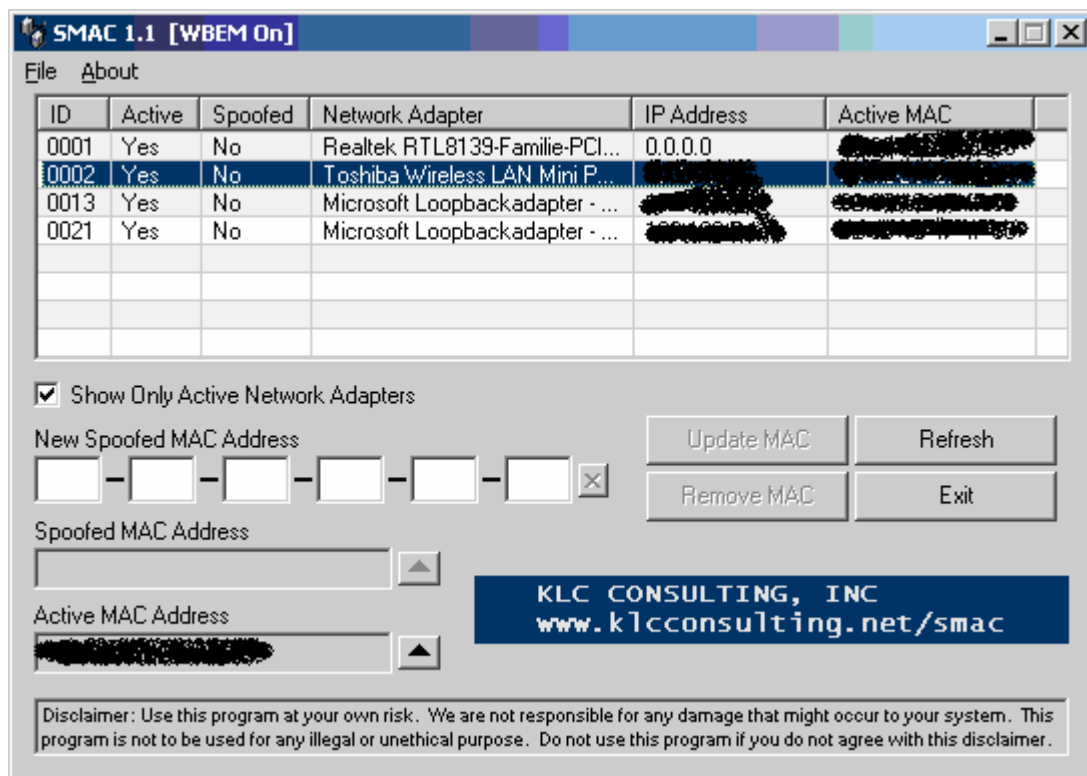 SMAC 1.1 [WBEM On]
File About
ID Active Spoofed Network Adapter IP Address Active MAC
0001 Yes No Realtek RTL8139-Familie-PCI... 0.0.0.0
0002 Yes No Toshiba Wireless LAN Mini P...
0013 Yes No Microsoft Loopbackadapter - ...
0021 Yes No Microsoft Loopbackadapter - ...
Show Only Active Network Adapters
New Spoofed MAC Address
Update MAC Refresh
Remove MAC Exit
Spoofed MAC Address
KLC CONSULTING, INC
www.klcconsulting.net/smac
Active MAC Address
Disclaimer: Use this program at your own risk. We are not responsible for any damage that might occur to your system. This
program is not to be used for any illegal or unethical purpose. Do not use this program if you do not agree with this disclaimer.